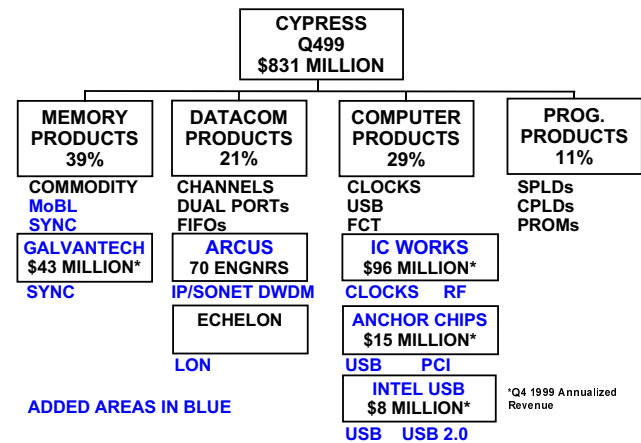 CYPRESS
Q499
$831 MILLION
MEMORY
PRODUCTS
39%
COMMODITY
MoBL
SYNC
GALVANTECH
$43 MILLION*
SYNC
DATACOM
PRODUCTS
21%
CHANNELS
DUAL PORTs
FIFOs
ARCUS
70 ENGNRS
IP/SONET DWDM
ECHELON
LON
COMPUTER
PRODUCTS
29%
CLOCKS
USB
FCT
IC WORKS
$96 MILLION*
CLOCKS RF
ANCHOR CHIPS
$15 MILLION*
USB PCI
INTEL USB
$8 MILLION*
USB USB 2.0
PROG.
PRODUCTS
11%
SPLDs
CPLDs
PROMs
ADDED AREAS IN BLUE
*Q4 1999 Annualized
Revenue